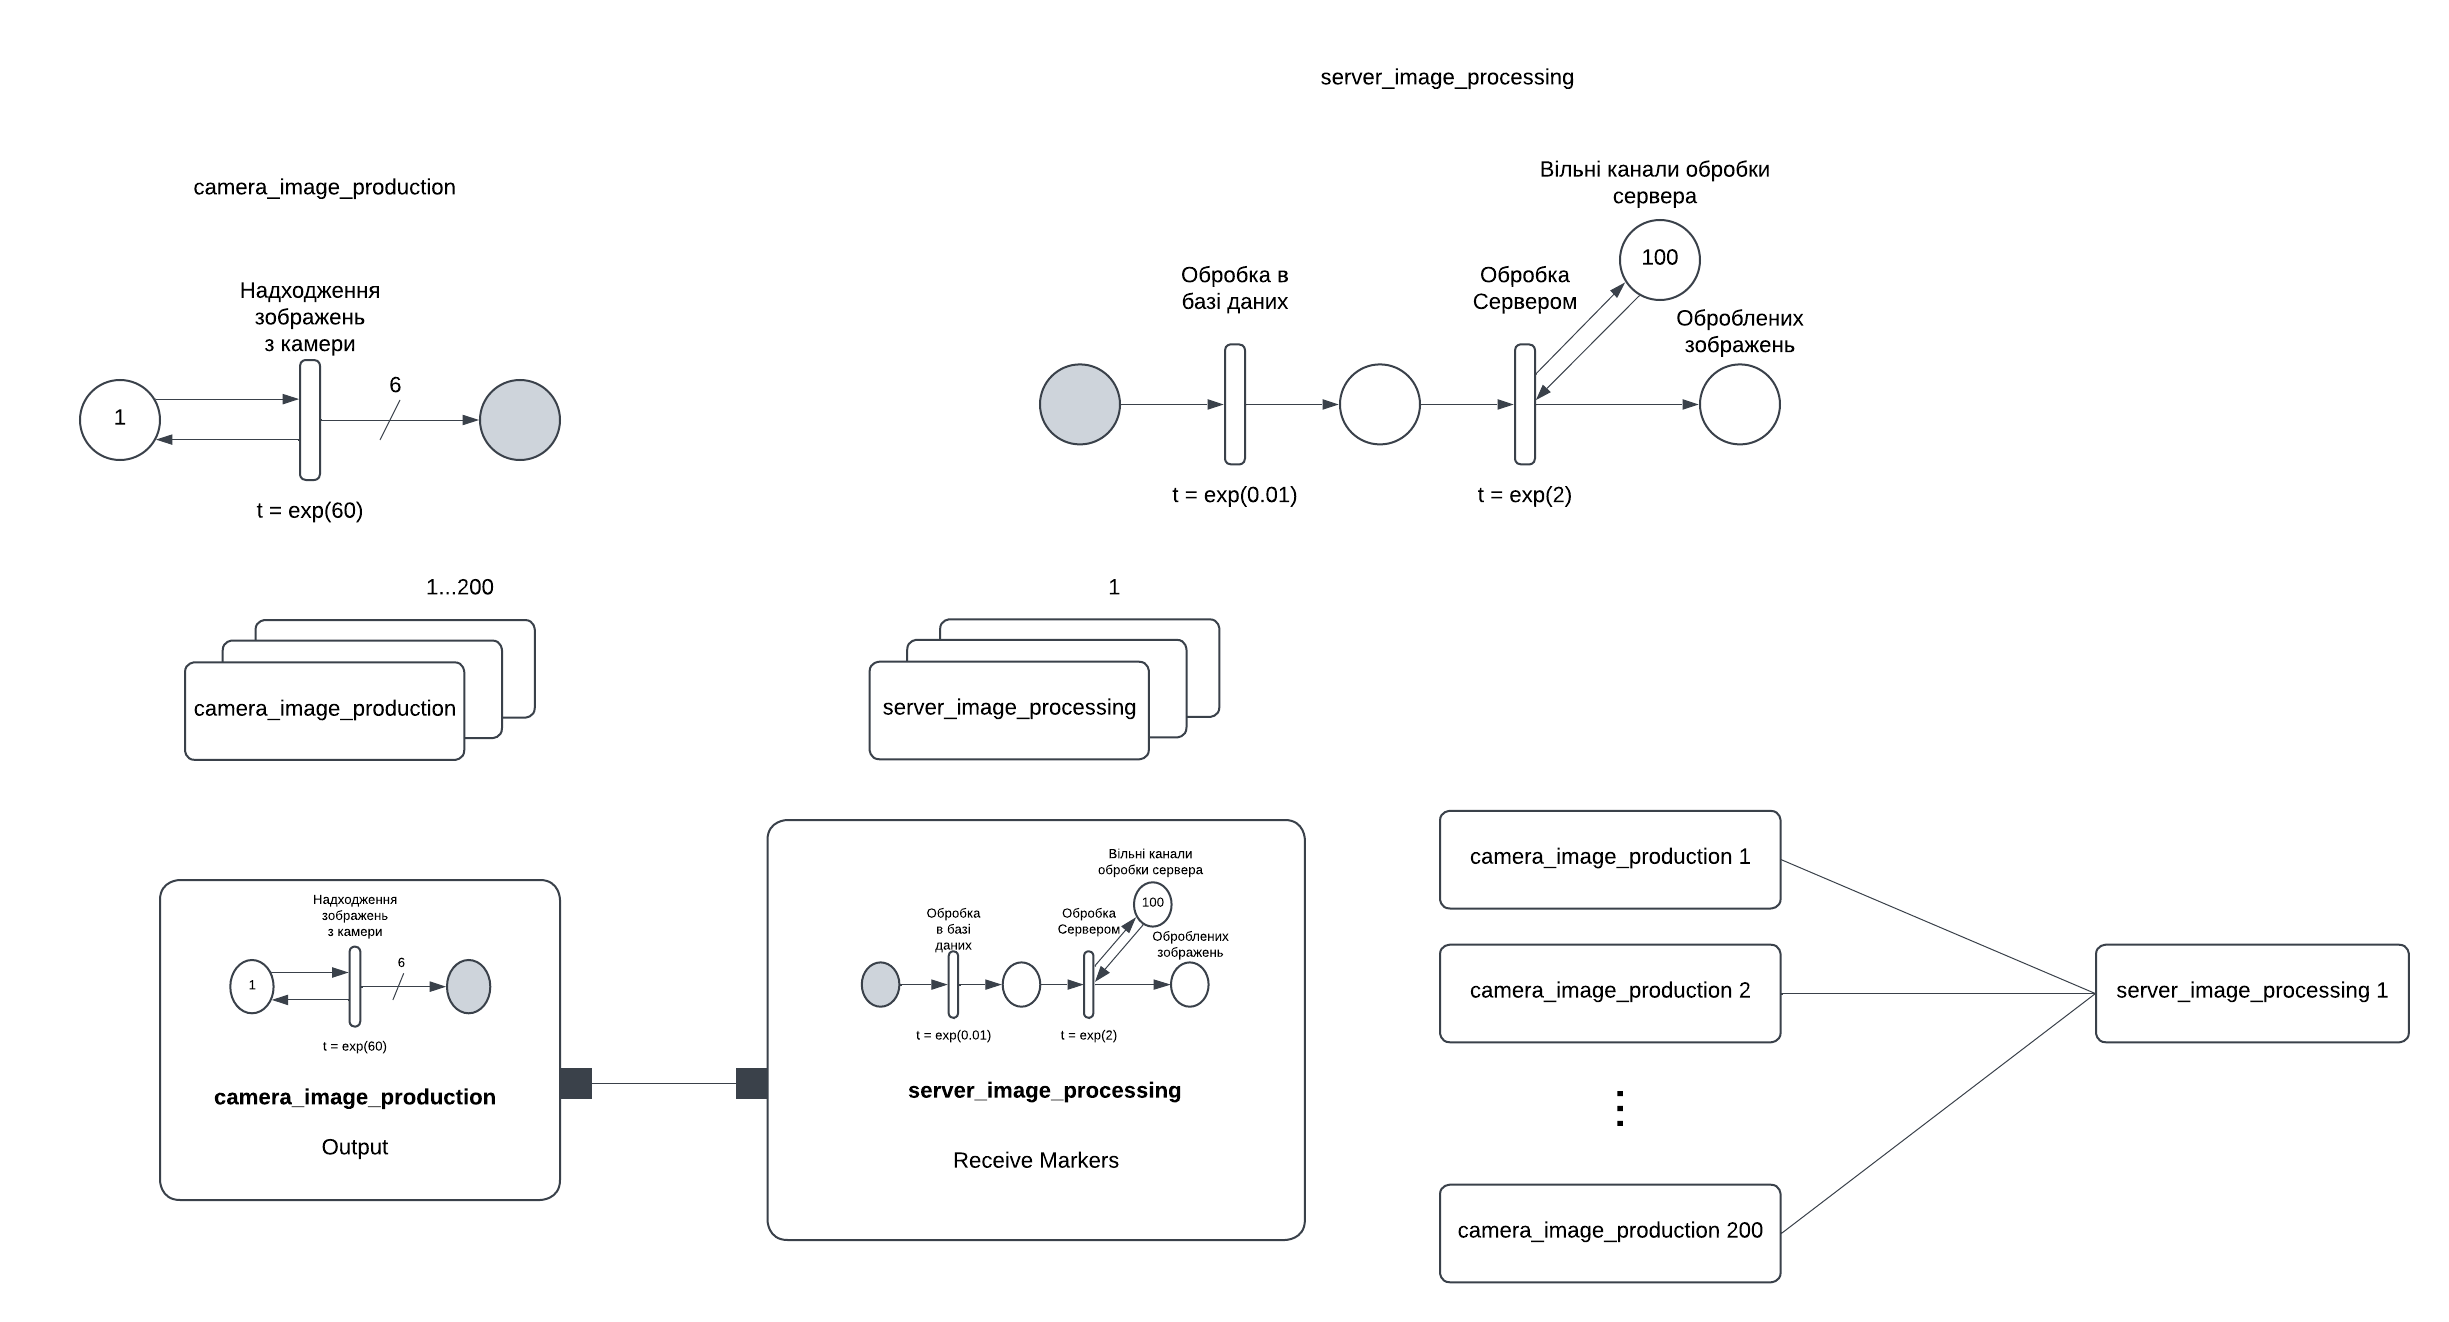 server_image_processing
camera_image_production
Надходження
зображень
з камери
1
6
t = exp(60)
Вільні канали обробки
сервера
100
Обробка в
базі даних
Обробка
Сервером
Оброблених
зображень
t = exp(0.01)
t = exp(2)
1...200
camera_image_production
1
server_image_processing
Надходження
зображень
з камери
1
6
t = exp(60)
camera_image_production
Output
Вільні канали
обробки сервера
100
Обробка
в базі
даних
Обробка
Сервером
Оброблених
зображень
t = exp(0.01)
t = exp(2)
server_image_processing
Receive Markers
camera_image_production 1
camera_image_production 2
camera_image_production 200
server_image_processing 1